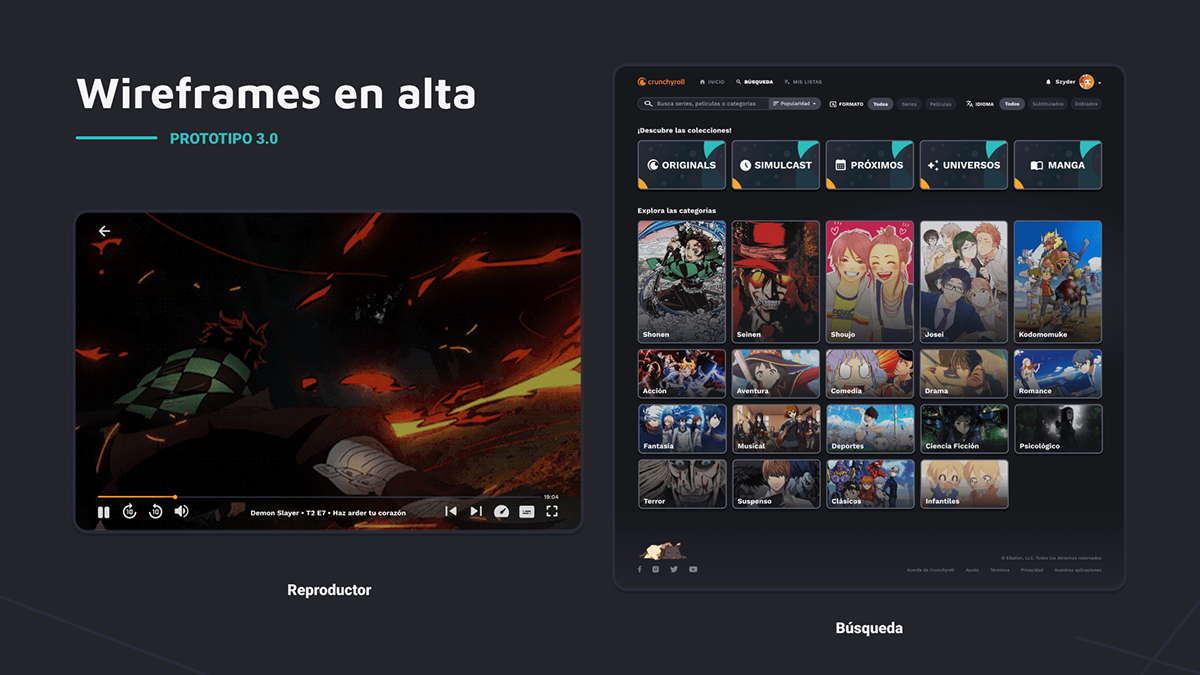 Wireframes en alta
PROTOTIPO 3.0
19:04
Demon Slayer • T2 E7 • Haz arder tu corazón
Reproductor
crunchyroll
INICIO
BÚSQUEDA
MIS LISTAS
Szyder
Busca series, películas o categorías
Popularidad
FORMATO
Todos
Series
Películas
IDIOMA
Todos
Subtitulados
Doblados
¡Descubre las colecciones!
ORIGINALS
SIMULCAST
PRÓXIMOS
UNIVERSOS
MANGA
Explora las categorías
Shonen
Seinen
Shoujo
Josei
Kodomomuke
Acción
Aventura
Comedia
Drama
Romance
Fantasía
Musical
Deportes
Ciencia Ficción
Psicológico
Terror
Suspenso
Clásicos
Infantiles
© Ellation, LLC. Todos los derechos reservados
Acerca de Crunchyroll
Ayuda
Términos
Privacidad
Nuestras aplicaciones
Búsqueda